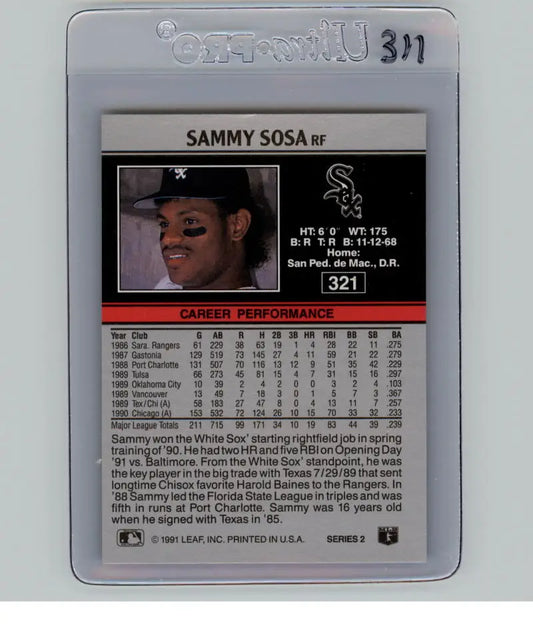 Ultra•PRO®
311
SAMMY SOSA RF
Sox
HT: 6'0" WT: 175
B: R T: R B: 11-12-68
Home:
San Ped. de Mac., D.R.
321
CAREER PERFORMANCE
Year Club G AB R H 2B 3B HR RBI BB SB BA
1986 Sara. Rangers 61 229 38 63 19 1 4 28 22 11 .275
1987 Gastonia 129 519 73 145 27 4 11 59 21 22 .279
1988 Port Charlotte 131 507 70 116 13 12 9 51 35 42 .229
1989 Tulsa 66 273 45 81 15 4 7 31 15 16 .297
1989 Oklahoma City 10 39 2 4 2 0 0 3 2 4 .103
1989 Vancouver 13 49 7 18 3 0 1 5 7 3 .367
1989 Tex/Chi (A) 58 183 27 47 8 0 4 13 11 7 .257
1990 Chicago (A) 153 532 72 124 26 10 15 70 33 32 .233
Major League Totals 211 715 99 171 34 10 19 83 44 39 .239
Sammy won the White Sox' starting rightfield job in spring
training of '90. He had two HR and five RBI on Opening Day
'91 vs. Baltimore. From the White Sox' standpoint, he was
the key player in the big trade with Texas 7/29/89 that sent
longtime Chisox favorite Harold Baines to the Rangers. In
'88 Sammy led the Florida State League in triples and was
fifth in runs at Port Charlotte. Sammy was 16 years old
when he signed with Texas in '85.
© 1991 LEAF, INC. PRINTED IN U.S.A. SERIES 2